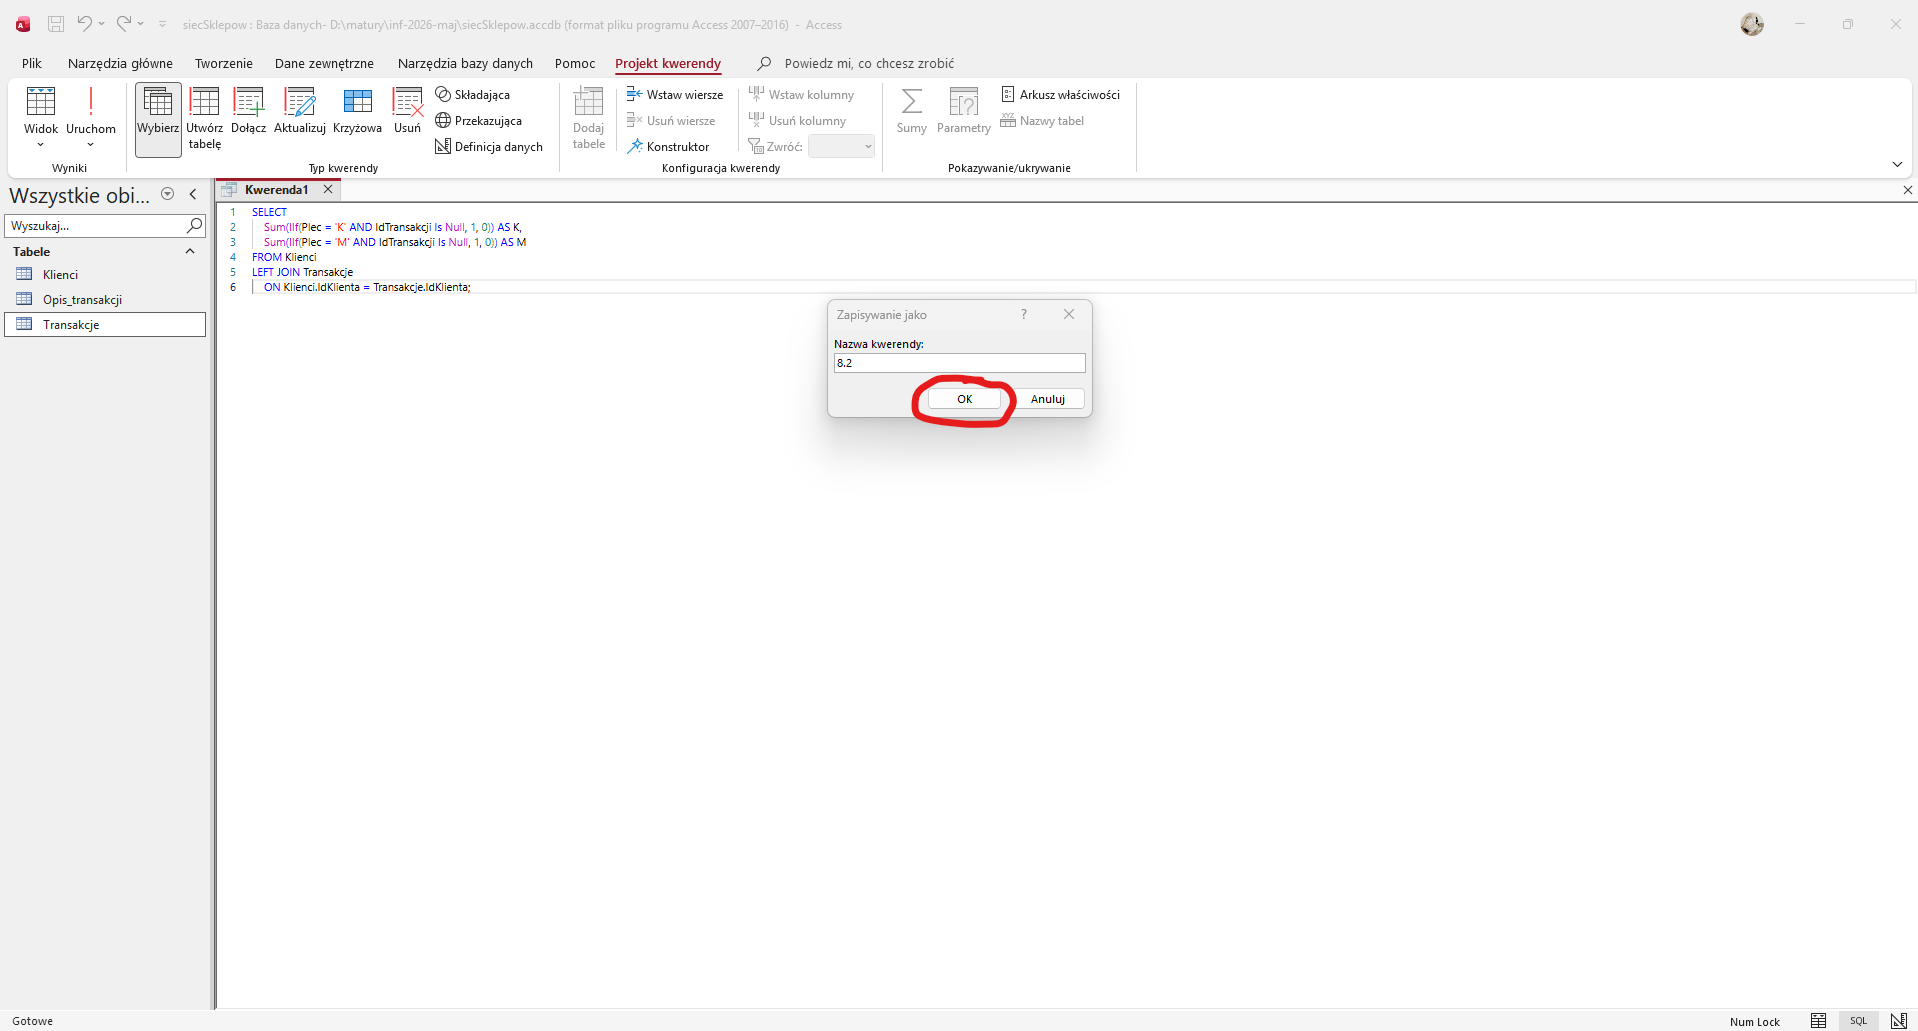 siecSklepow : Baza danych- D:\matury\inf-2026-maj\siecSklepow.accdb (format pliku programu Access 2007–2016) - Access
Plik Narzędzia główne Tworzenie Dane zewnętrzne Narzędzia bazy danych Pomoc Projekt kwerendy Powiedz mi, co chcesz zrobić
Widok
Uruchom
Wyniki
Wybierz
Utwórz tabelę
Dołącz
Aktualizuj
Krzyżowa
Usuń
Składająca
Przekazująca
Definicja danych
Typ kwerendy
Dodaj tabele
Wstaw wiersze
Usuń wiersze
Konstruktor
Wstaw kolumny
Usuń kolumny
Zwróć:
Konfiguracja kwerendy
Sumy
Parametry
Arkusz właściwości
Nazwy tabel
Pokazywanie/ukrywanie
Wszystkie obi...
Wyszukaj...
Tabele
Klienci
Opis_transakcji
Transakcje
Kwerenda1
1 SELECT
2 Sum(IIf(Plec = 'K' AND IdTransakcji Is Null, 1, 0)) AS K,
3 Sum(IIf(Plec = 'M' AND IdTransakcji Is Null, 1, 0)) AS M
4 FROM Klienci
5 LEFT JOIN Transakcje
6 ON Klienci.IdKlienta = Transakcje.IdKlienta;
Zapisywanie jako ?
Nazwa kwerendy:
8.2
OK Anuluj
Gotowe
Num Lock SQL